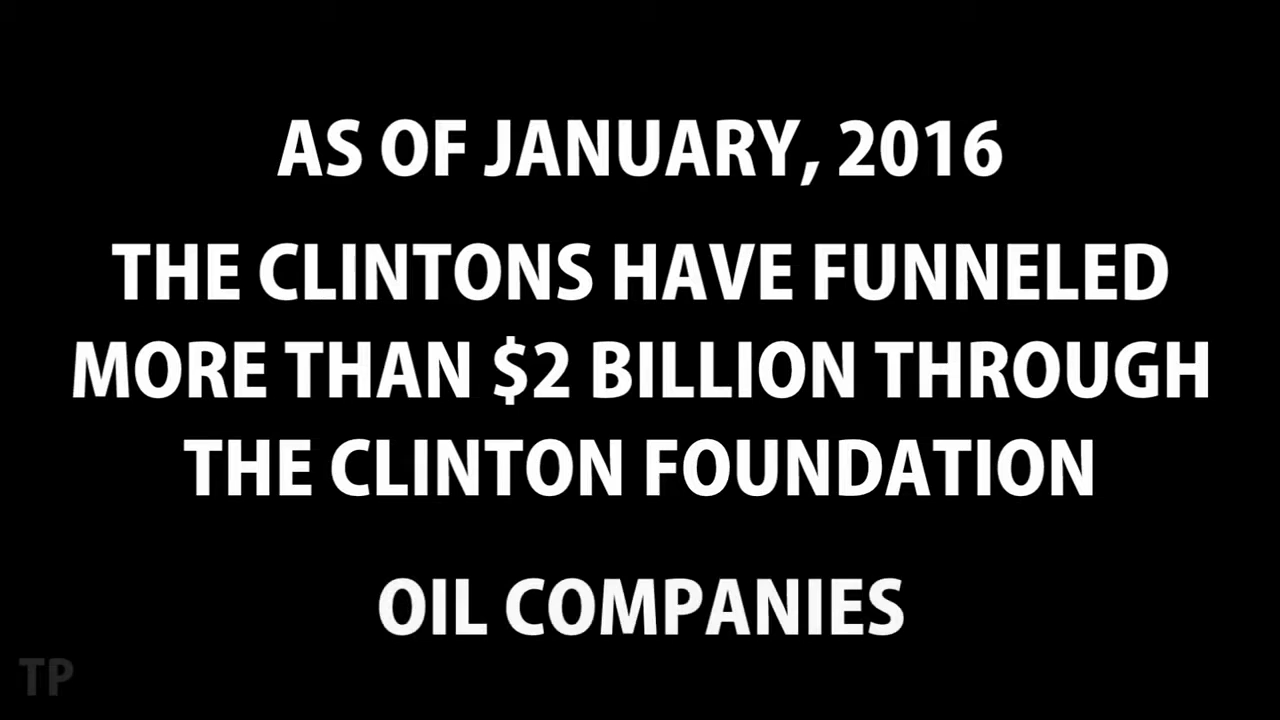 AS OF JANUARY, 2016
THE CLINTONS HAVE FUNNELED
MORE THAN $2 BILLION THROUGH
THE CLINTON FOUNDATION
OIL COMPANIES
TP